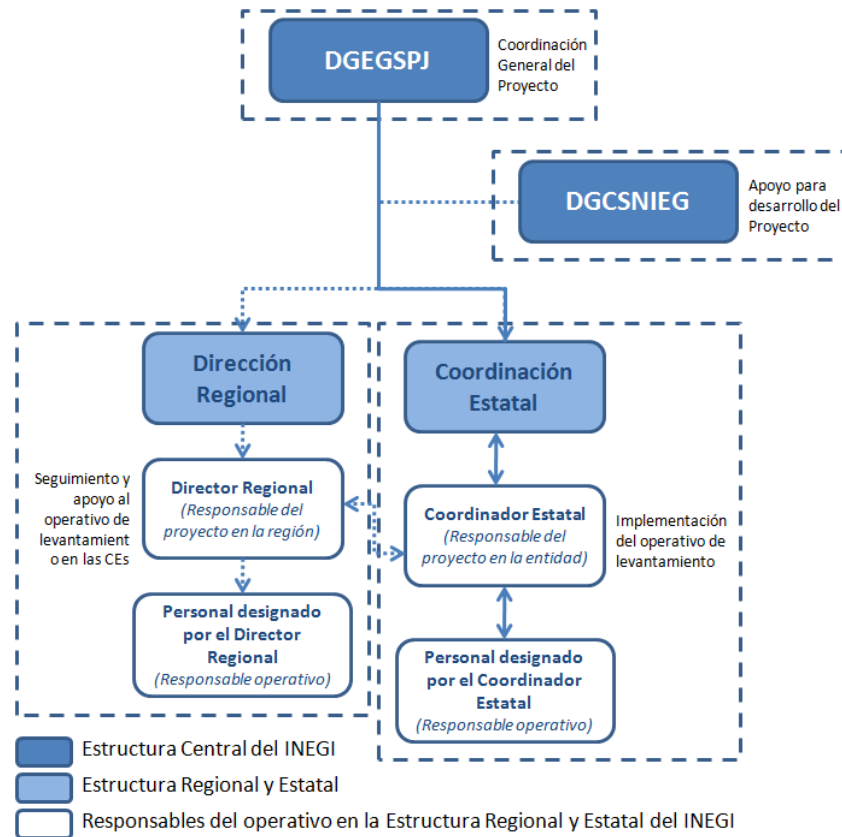 DGEGSPJ
Coordinación
General del
Proyecto
DGCSNIEG
Apoyo para
desarrollo del
Proyecto
Dirección
Regional
Seguimiento y
apoyo al
operativo de
levantamient
o en las CEs
Director Regional
(Responsable del
proyecto en la región)
Personal designado
por el Director
Regional
(Responsable operativo)
Coordinación
Estatal
Coordinador Estatal
(Responsable del
proyecto en la entidad)
Implementación
del operativo de
levantamiento
Personal designado
por el Coordinador
Estatal
(Responsable operativo)
Estructura Central del INEGI
Estructura Regional y Estatal
Responsables del operativo en la Estructura Regional y Estatal del INEGI